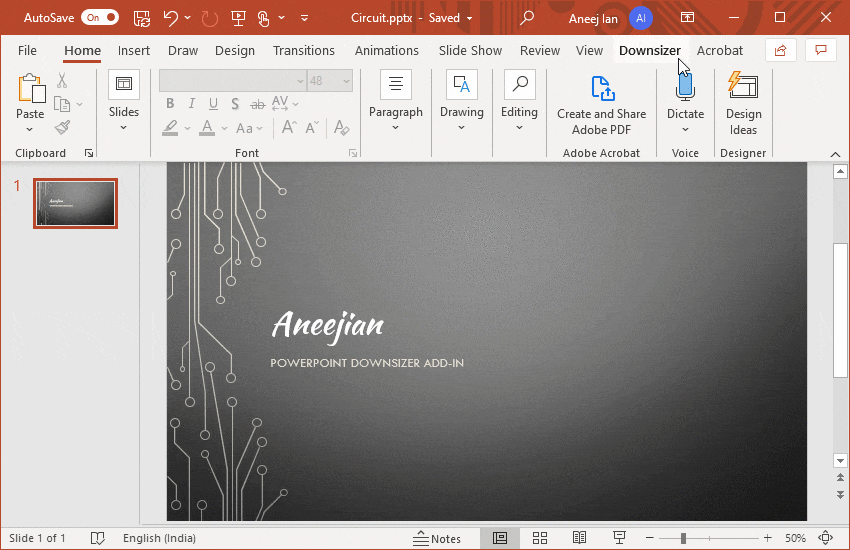 AutoSave On Circuit.pptx - Saved Aneej lan AI
File Home Insert Draw Design Transitions Animations Slide Show Review View Downsizer Acrobat
48
B I U S ab AV
A Aa A A A
Paste Slides Paragraph Drawing Editing Create and Share Dictate Design
Adobe PDF Ideas
Clipboard Font Adobe Acrobat Voice Designer
1
Aneejian
POWERPOINT DOWNSIZER ADD-IN
Slide 1 of 1 English (India) Notes 50%